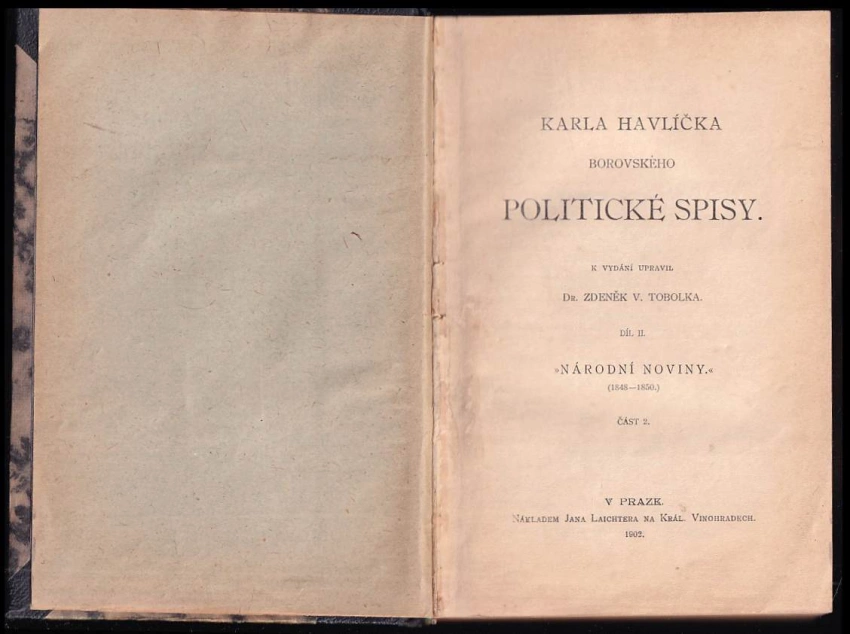 KARLA HAVLÍČKA
BOROVSKÉHO
POLITICKÉ SPISY.
K VYDÁNÍ UPRAVIL
DR. ZDENĚK V. TOBOLKA.
DÍL II.
»NÁRODNÍ NOVINY.«
(1848—1850.)
ČÁST 2.
V PRAZE.
NÁKLADEM JANA LAICHTERA NA KRÁL. VINOHRADECH.
1902.